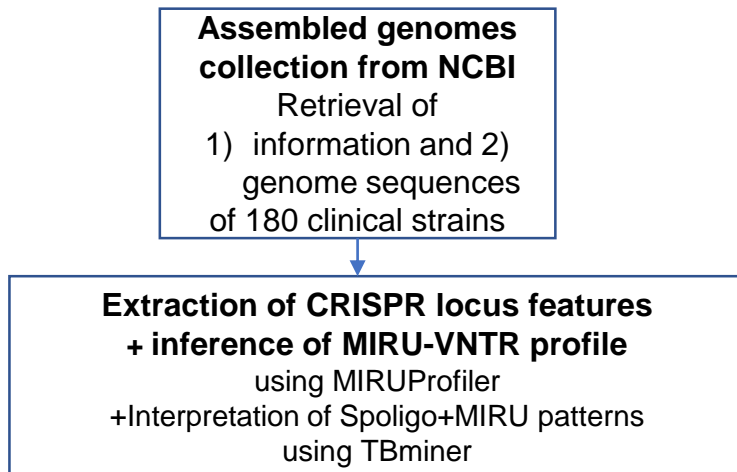 Assembled genomes
collection from NCBI
Retrieval of
1) information and 2)
genome sequences
of 180 clinical strains
Extraction of CRISPR locus features
+ inference of MIRU-VNTR profile
using MIRUProfiler
+Interpretation of Spoligo+MIRU patterns
using TBminer